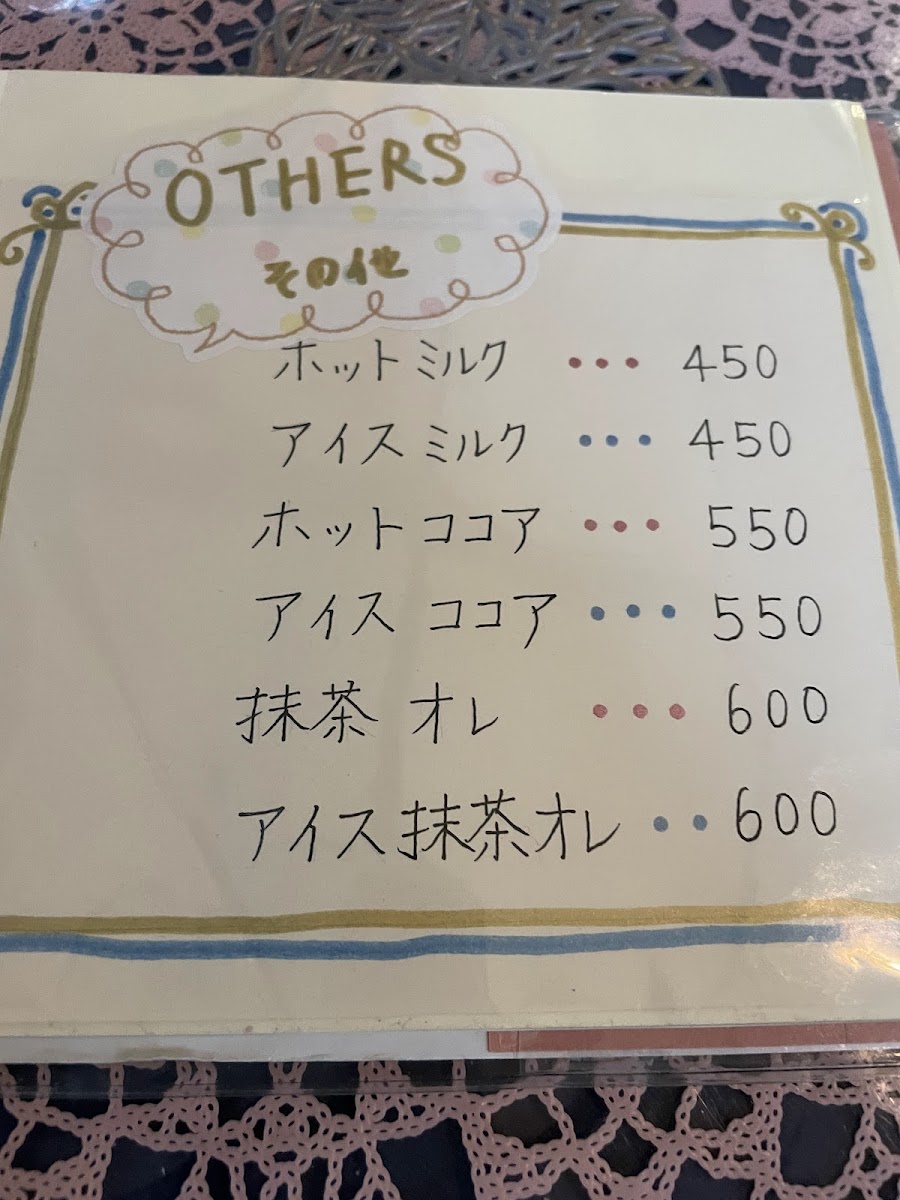 OTHERS
その他
ホットミルク ••• 450
アイスミルク ••• 450
ホットココア ••• 550
アイス ココア ••• 550
抹茶 オレ ••• 600
アイス抹茶オレ •• 600